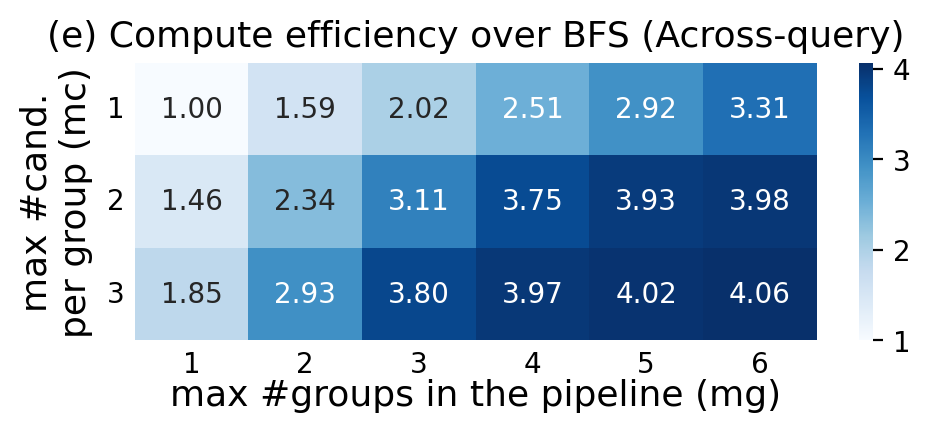 (e) Compute efficiency over BFS (Across-query)
max #cand.
per group (mc)
1 1.00 1.59 2.02 2.51 2.92 3.31
2 1.46 2.34 3.11 3.75 3.93 3.98
3 1.85 2.93 3.80 3.97 4.02 4.06
1 2 3 4 5 6
max #groups in the pipeline (mg)
4
3
2
1